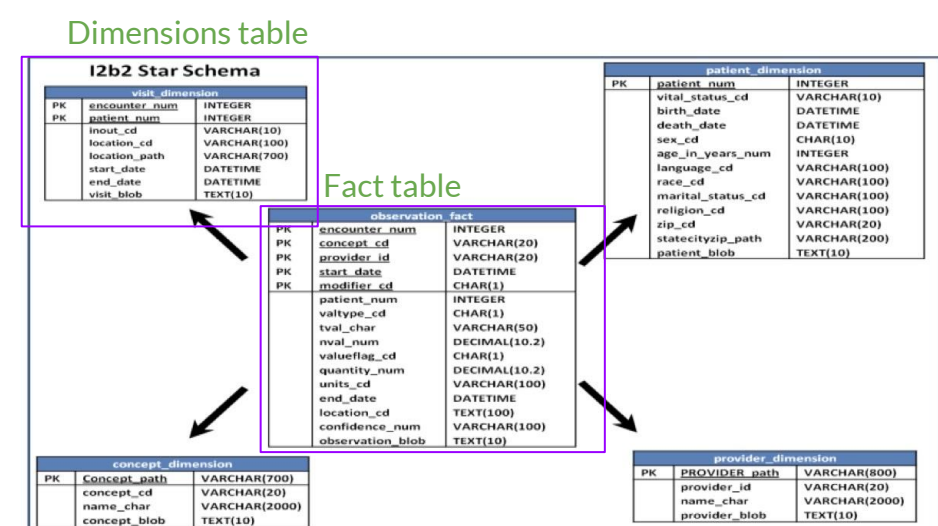 Dimensions table
I2b2 Star Schema
visit_dimension
PK encounter_num INTEGER
PK patient_num INTEGER
inout_cd VARCHAR(10)
location_cd VARCHAR(100)
location_path VARCHAR(700)
start_date DATETIME
end_date DATETIME
visit_blob TEXT(10)
patient_dimension
PK patient_num INTEGER
vital_status_cd VARCHAR(10)
birth_date DATETIME
death_date DATETIME
sex_cd CHAR(10)
age_in_years_num INTEGER
language_cd VARCHAR(100)
race_cd VARCHAR(100)
marital_status_cd VARCHAR(100)
religion_cd VARCHAR(100)
zip_cd VARCHAR(20)
statecityzip_path VARCHAR(200)
patient_blob TEXT(10)
Fact table
observation_fact
PK encounter_num INTEGER
PK concept_cd VARCHAR(20)
PK provider_id VARCHAR(20)
PK start_date DATETIME
PK modifier_cd CHAR(1)
patient_num INTEGER
valtype_cd CHAR(1)
tval_char VARCHAR(50)
nval_num DECIMAL(10.2)
valueflag_cd CHAR(1)
quantity_num DECIMAL(10.2)
units_cd VARCHAR(100)
end_date DATETIME
location_cd TEXT(100)
confidence_num VARCHAR(100)
observation_blob TEXT(10)
concept_dimension
PK Concept_path VARCHAR(700)
concept_cd VARCHAR(20)
name_char VARCHAR(2000)
concept_blob TEXT(10)
provider_dimension
PK PROVIDER_path VARCHAR(800)
provider_id VARCHAR(20)
name_char VARCHAR(2000)
provider_blob TEXT(10)